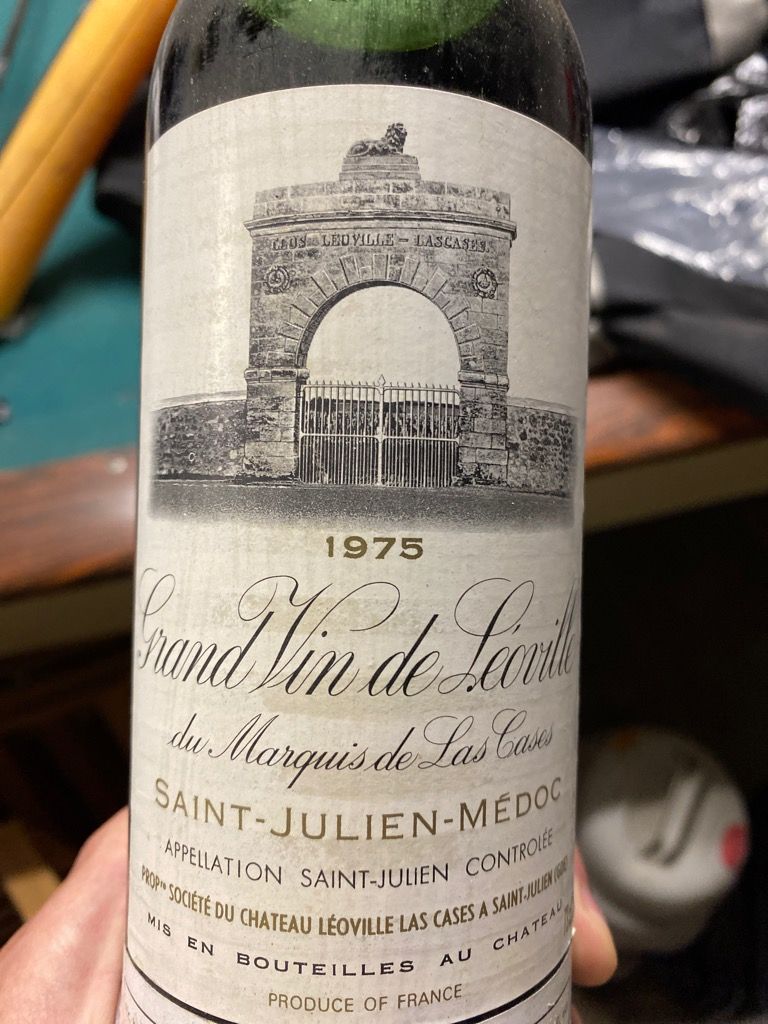 CLOS LEOVILLE - LASCASES
1975
Grand Vin de Léoville
du Marquis de Las Cases
SAINT-JULIEN-MÉDOC
APPELLATION SAINT-JULIEN CONTROLÉE
PROPre SOCIÉTÉ DU CHATEAU LÉOVILLE LAS CASES A SAINT-JULIEN
MIS EN BOUTEILLES AU CHATEAU
PRODUCE OF FRANCE